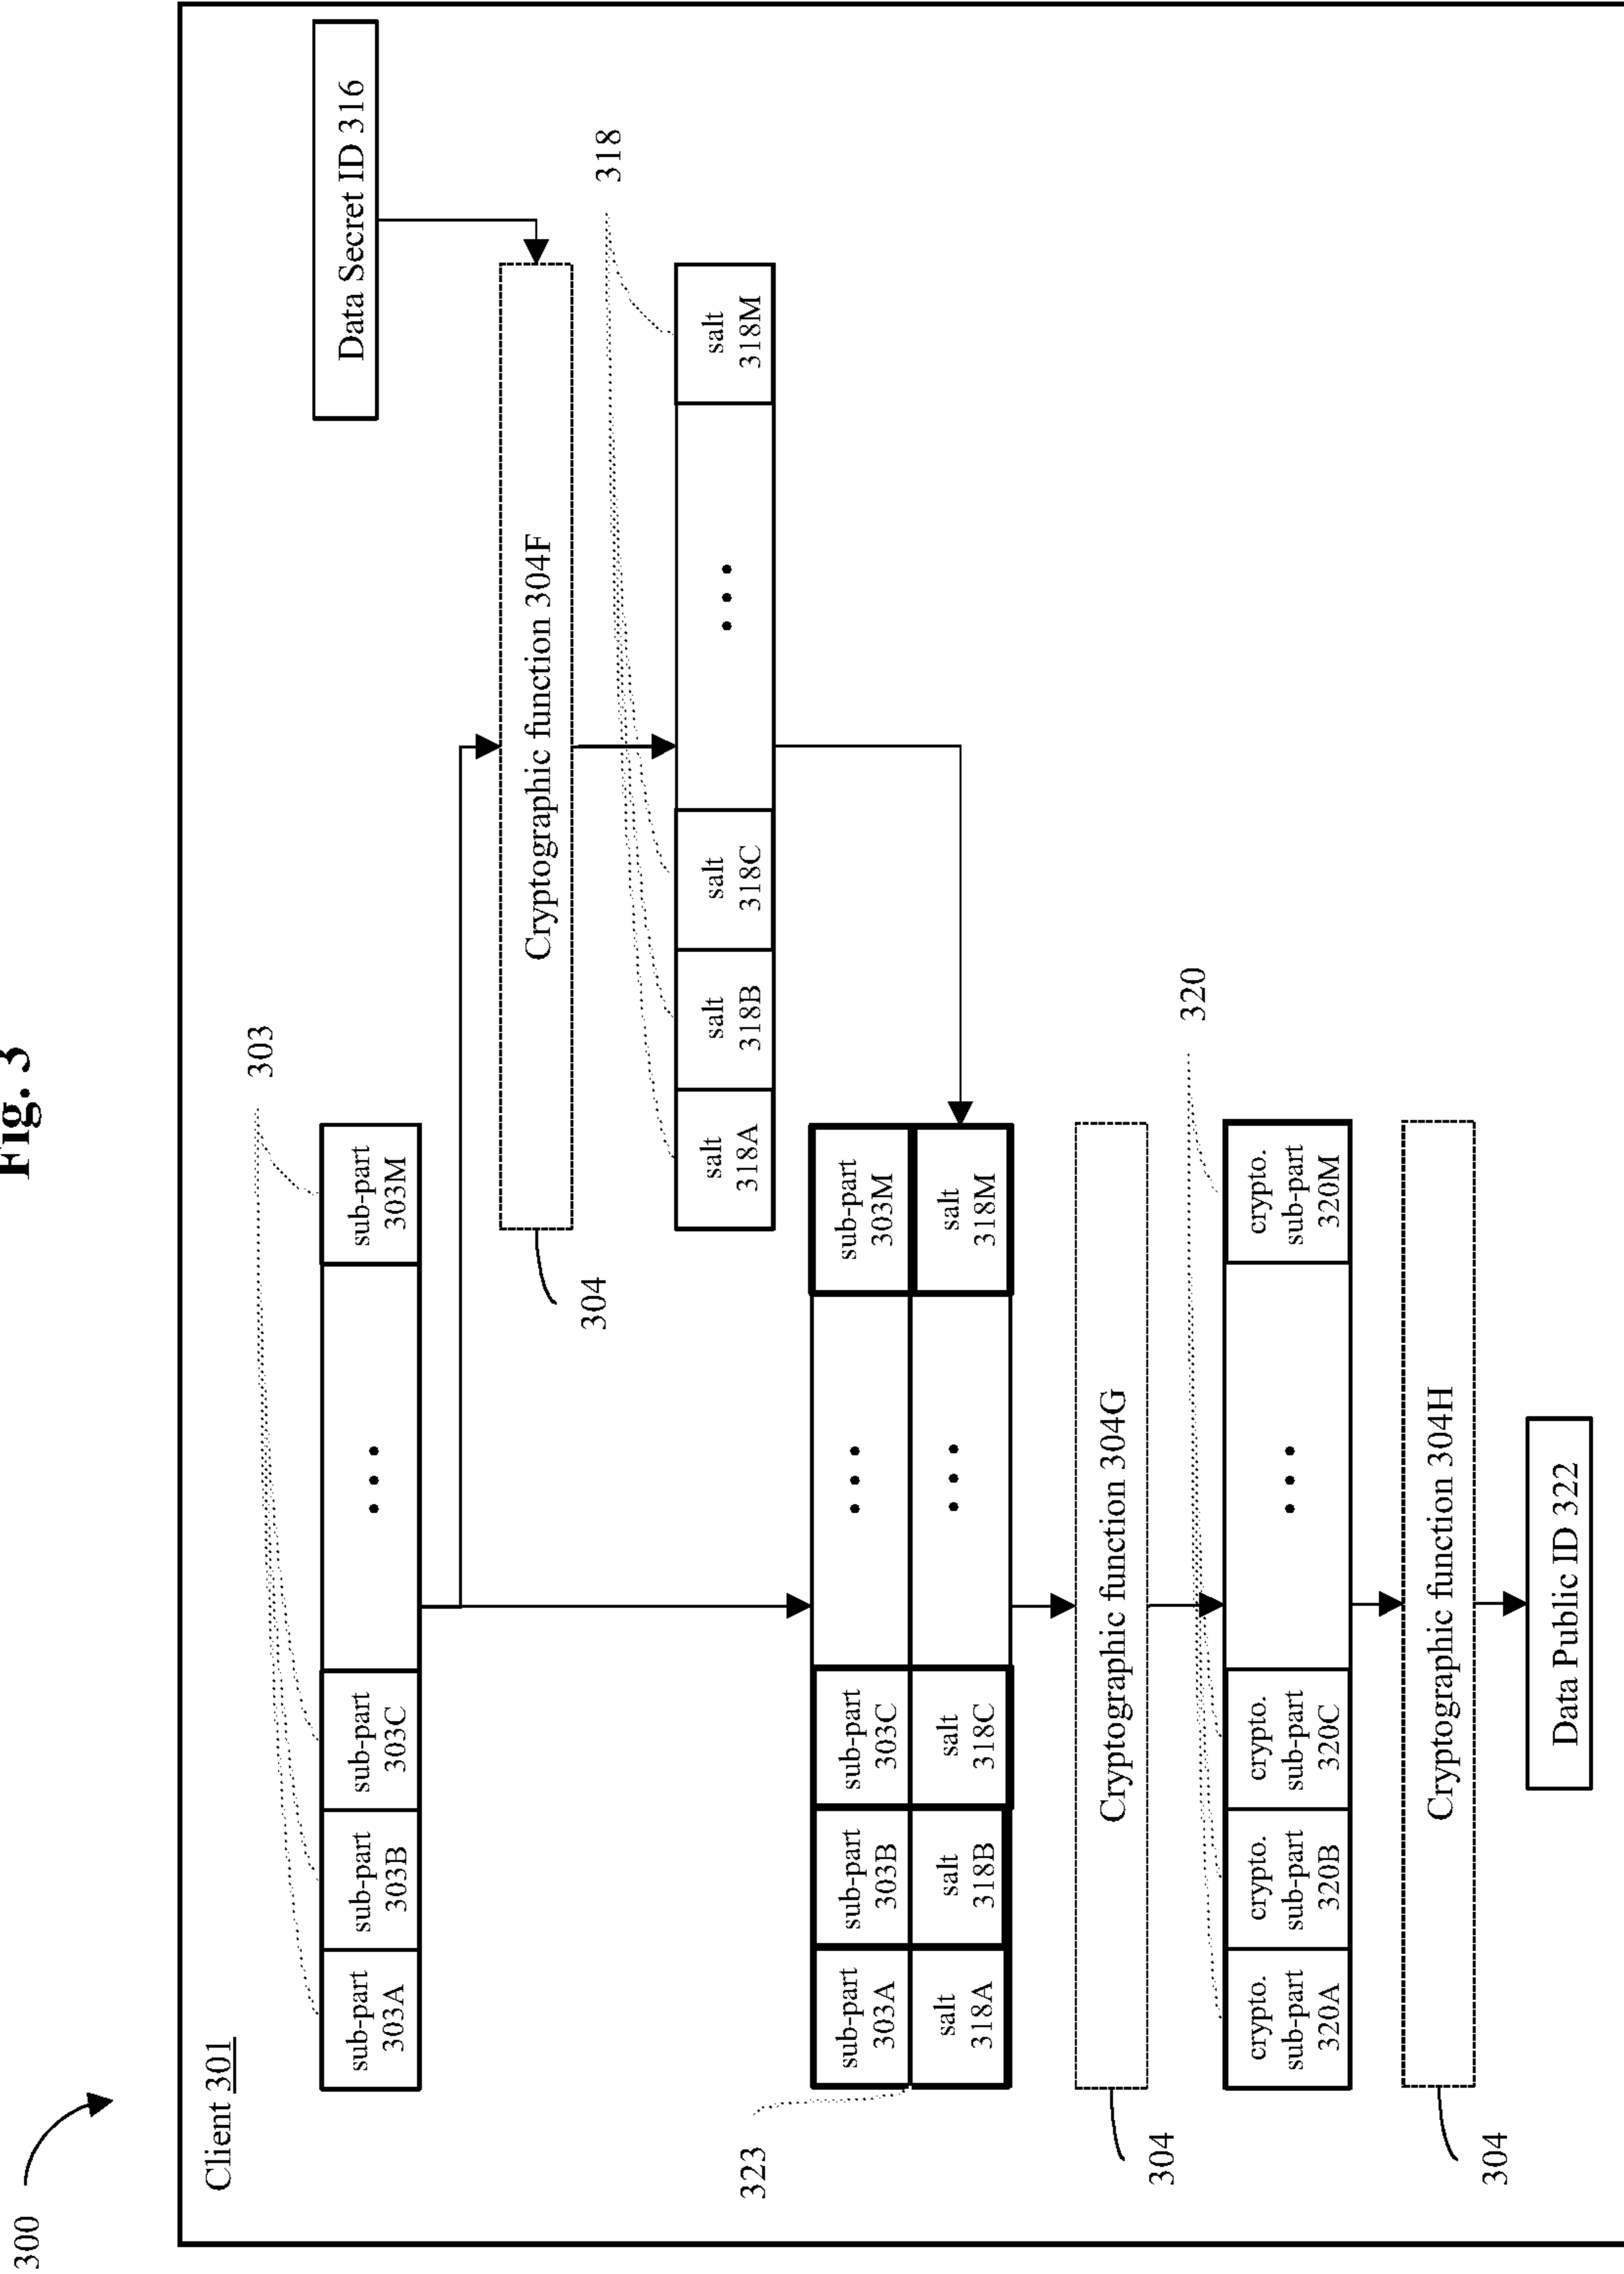 Fig. 3
300
Client 301
303
sub-part
303A
sub-part
303B
sub-part
303C
...
sub-part
303M
Data Secret ID 316
304
Cryptographic function 304F
318
salt
318A
salt
318B
salt
318C
...
salt
318M
323
sub-part
303A
sub-part
303B
sub-part
303C
...
sub-part
303M
salt
318A
salt
318B
salt
318C
...
salt
318M
304
Cryptographic function 304G
320
crypto.
sub-part
320A
crypto.
sub-part
320B
crypto.
sub-part
320C
...
crypto.
sub-part
320M
304
Cryptographic function 304H
Data Public ID 322